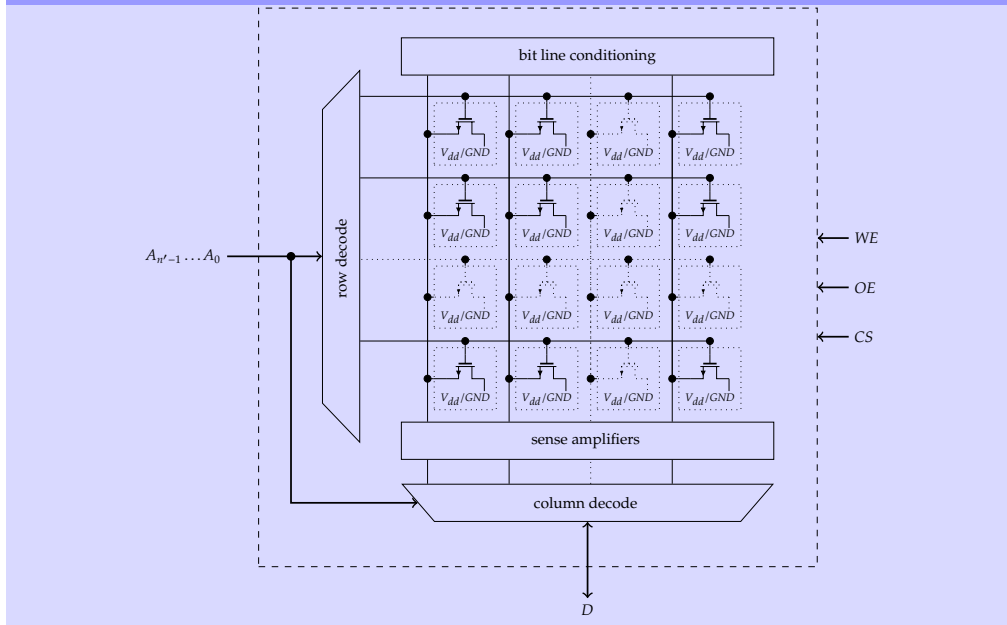 bit line conditioning
V_dd/GND V_dd/GND V_dd/GND V_dd/GND
V_dd/GND V_dd/GND V_dd/GND V_dd/GND
row decode
A_{n′−1} … A_0
WE
OE
CS
V_dd/GND V_dd/GND V_dd/GND V_dd/GND
V_dd/GND V_dd/GND V_dd/GND V_dd/GND
sense amplifiers
column decode
D